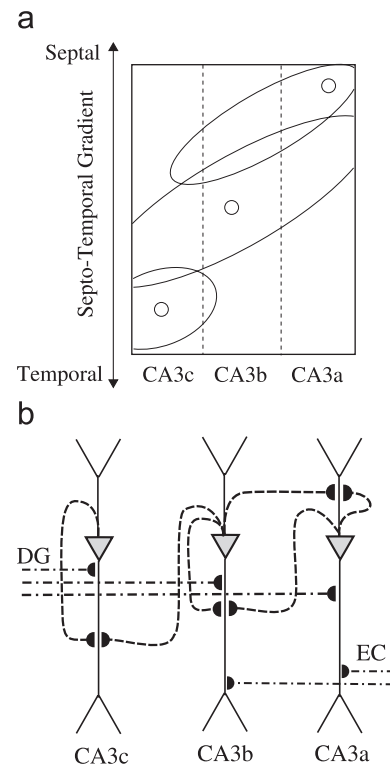 a
Septal
Septo-Temporal Gradient
Temporal
CA3c CA3b CA3a
b
DG
EC
CA3c CA3b CA3a